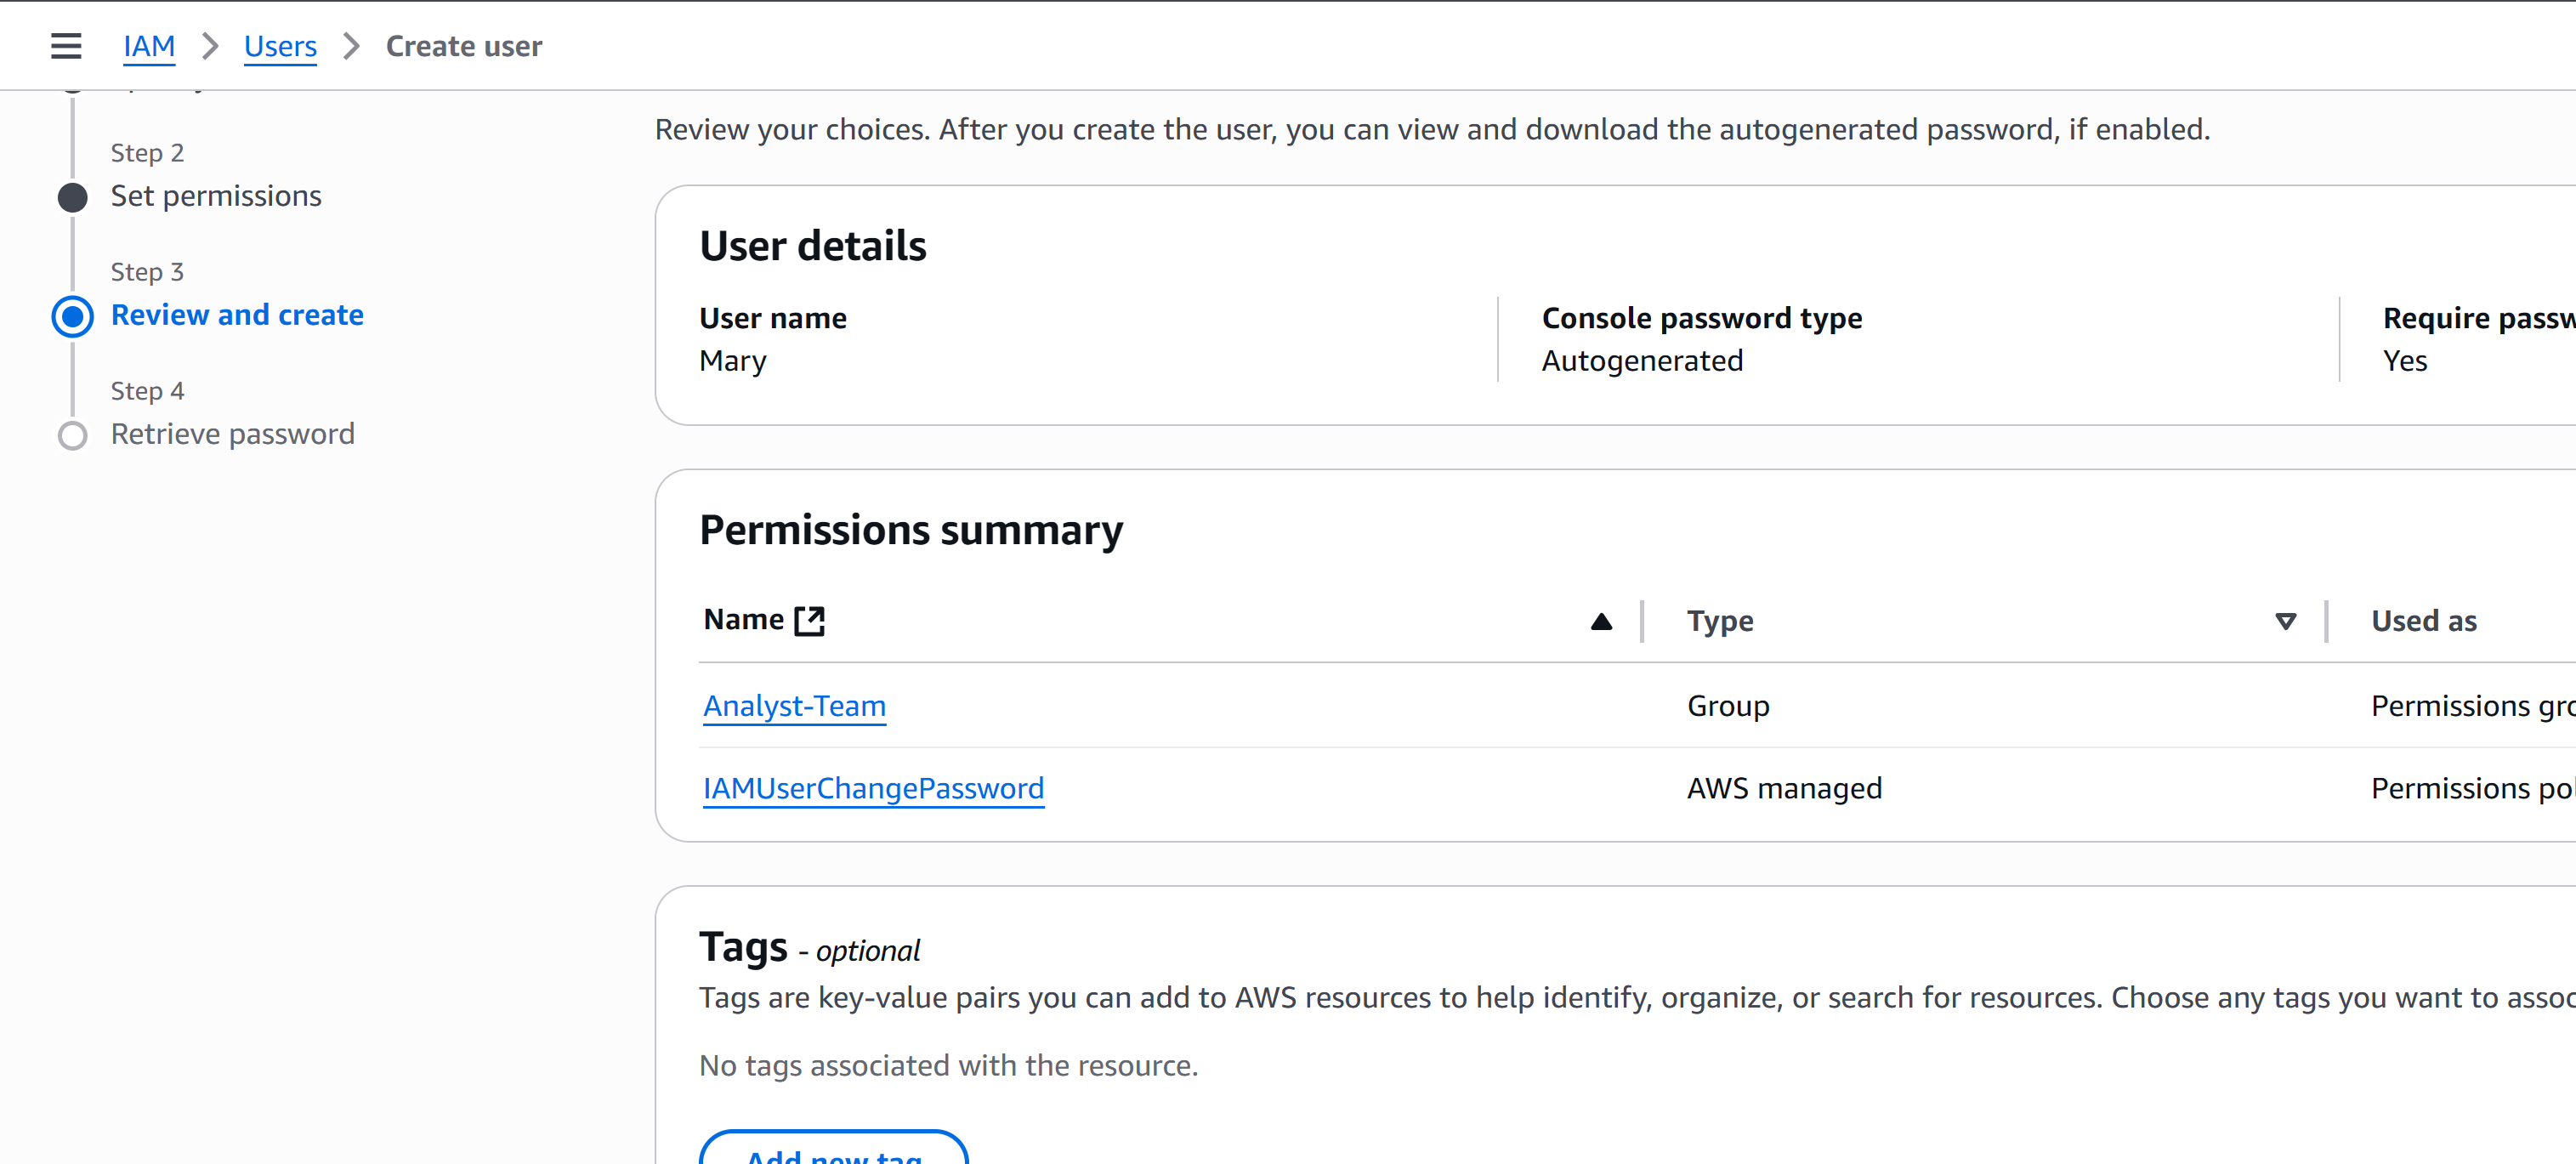 IAM > Users > Create user
Step 2
Set permissions
Step 3
Review and create
Step 4
Retrieve password
Review your choices. After you create the user, you can view and download the autogenerated password, if enabled.
User details
User name
Mary
Console password type
Autogenerated
Require passw
Yes
Permissions summary
Name Type Used as
Analyst-Team Group Permissions gro
IAMUserChangePassword AWS managed Permissions pol
Tags - optional
Tags are key-value pairs you can add to AWS resources to help identify, organize, or search for resources. Choose any tags you want to assoc
No tags associated with the resource.
Add new tag